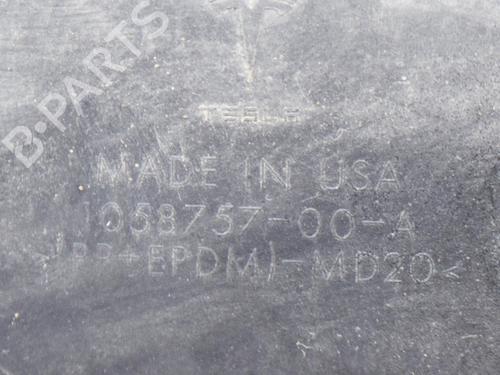 B-PARTS
TESLA
MADE IN USA
1058757-00-A
>(PP+EPDM)-MD20<